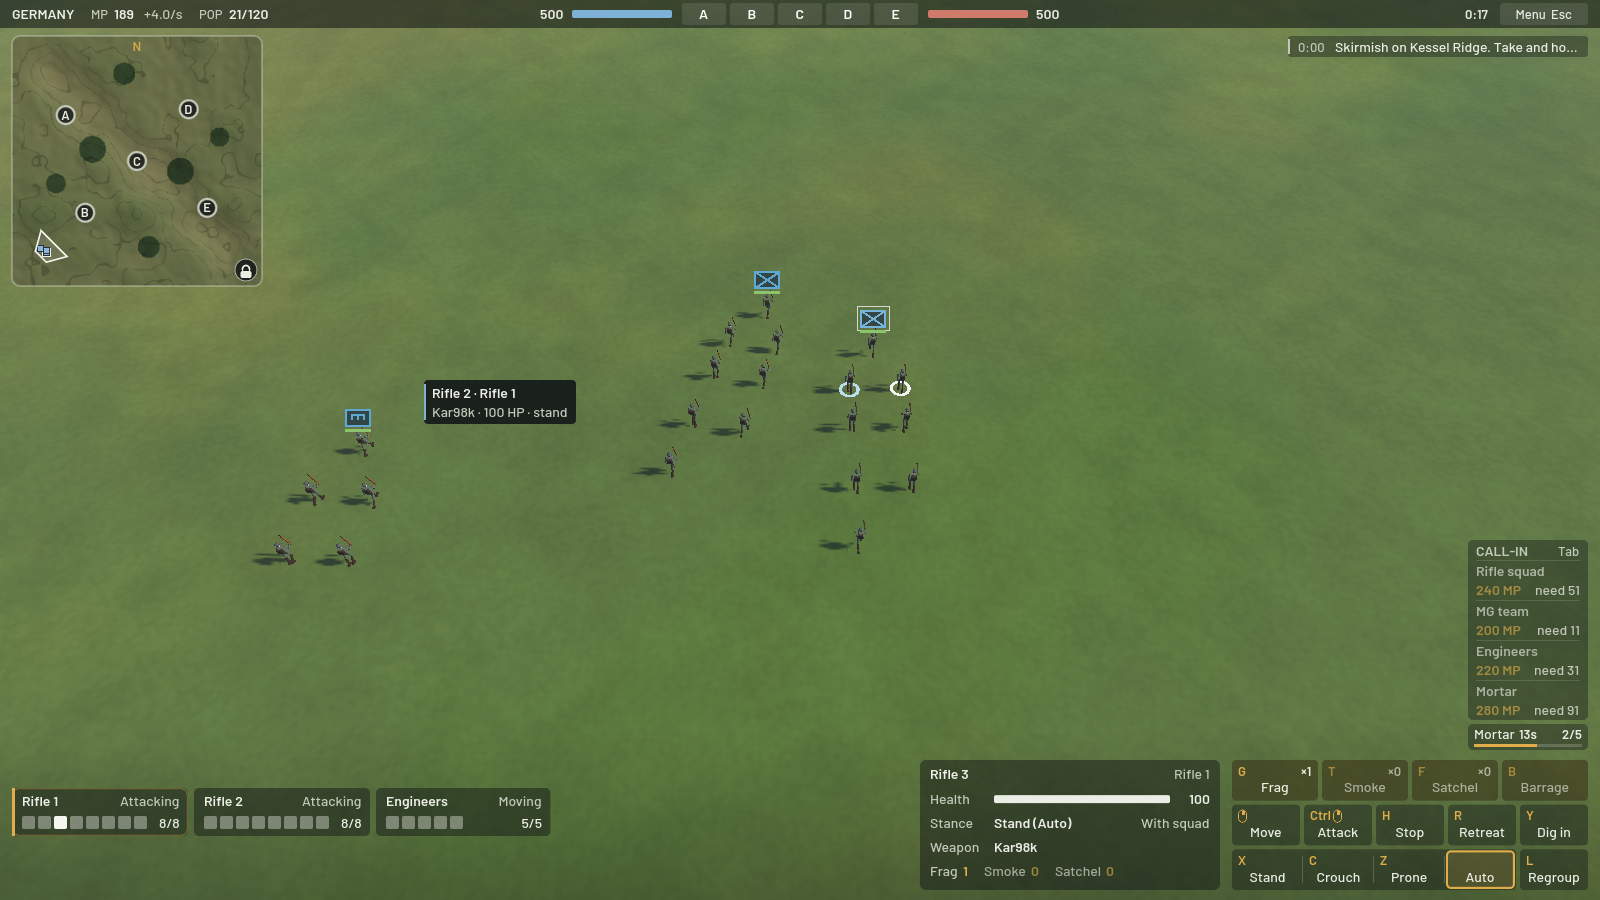 GERMANY MP 189 +4.0/s POP 21/120
500 A B C D E 500
0:17 Menu Esc
0:00 Skirmish on Kessel Ridge. Take and ho...
N
A
D
C
B
E
Rifle 2 · Rifle 1
Kar98k · 100 HP · stand
CALL-IN Tab
Rifle squad
240 MP need 51
MG team
200 MP need 11
Engineers
220 MP need 31
Mortar
280 MP need 91
Mortar 13s 2/5
Rifle 1 Attacking
8/8
Rifle 2 Attacking
8/8
Engineers Moving
5/5
Rifle 3 Rifle 1
Health 100
Stance Stand (Auto) With squad
Weapon Kar98k
Frag 1 Smoke 0 Satchel 0
G ×1
Frag
T ×0
Smoke
F ×0
Satchel
B
Barrage
Move
Ctrl
Attack
H
Stop
R
Retreat
Y
Dig in
X
Stand
C
Crouch
Z
Prone
Auto
L
Regroup